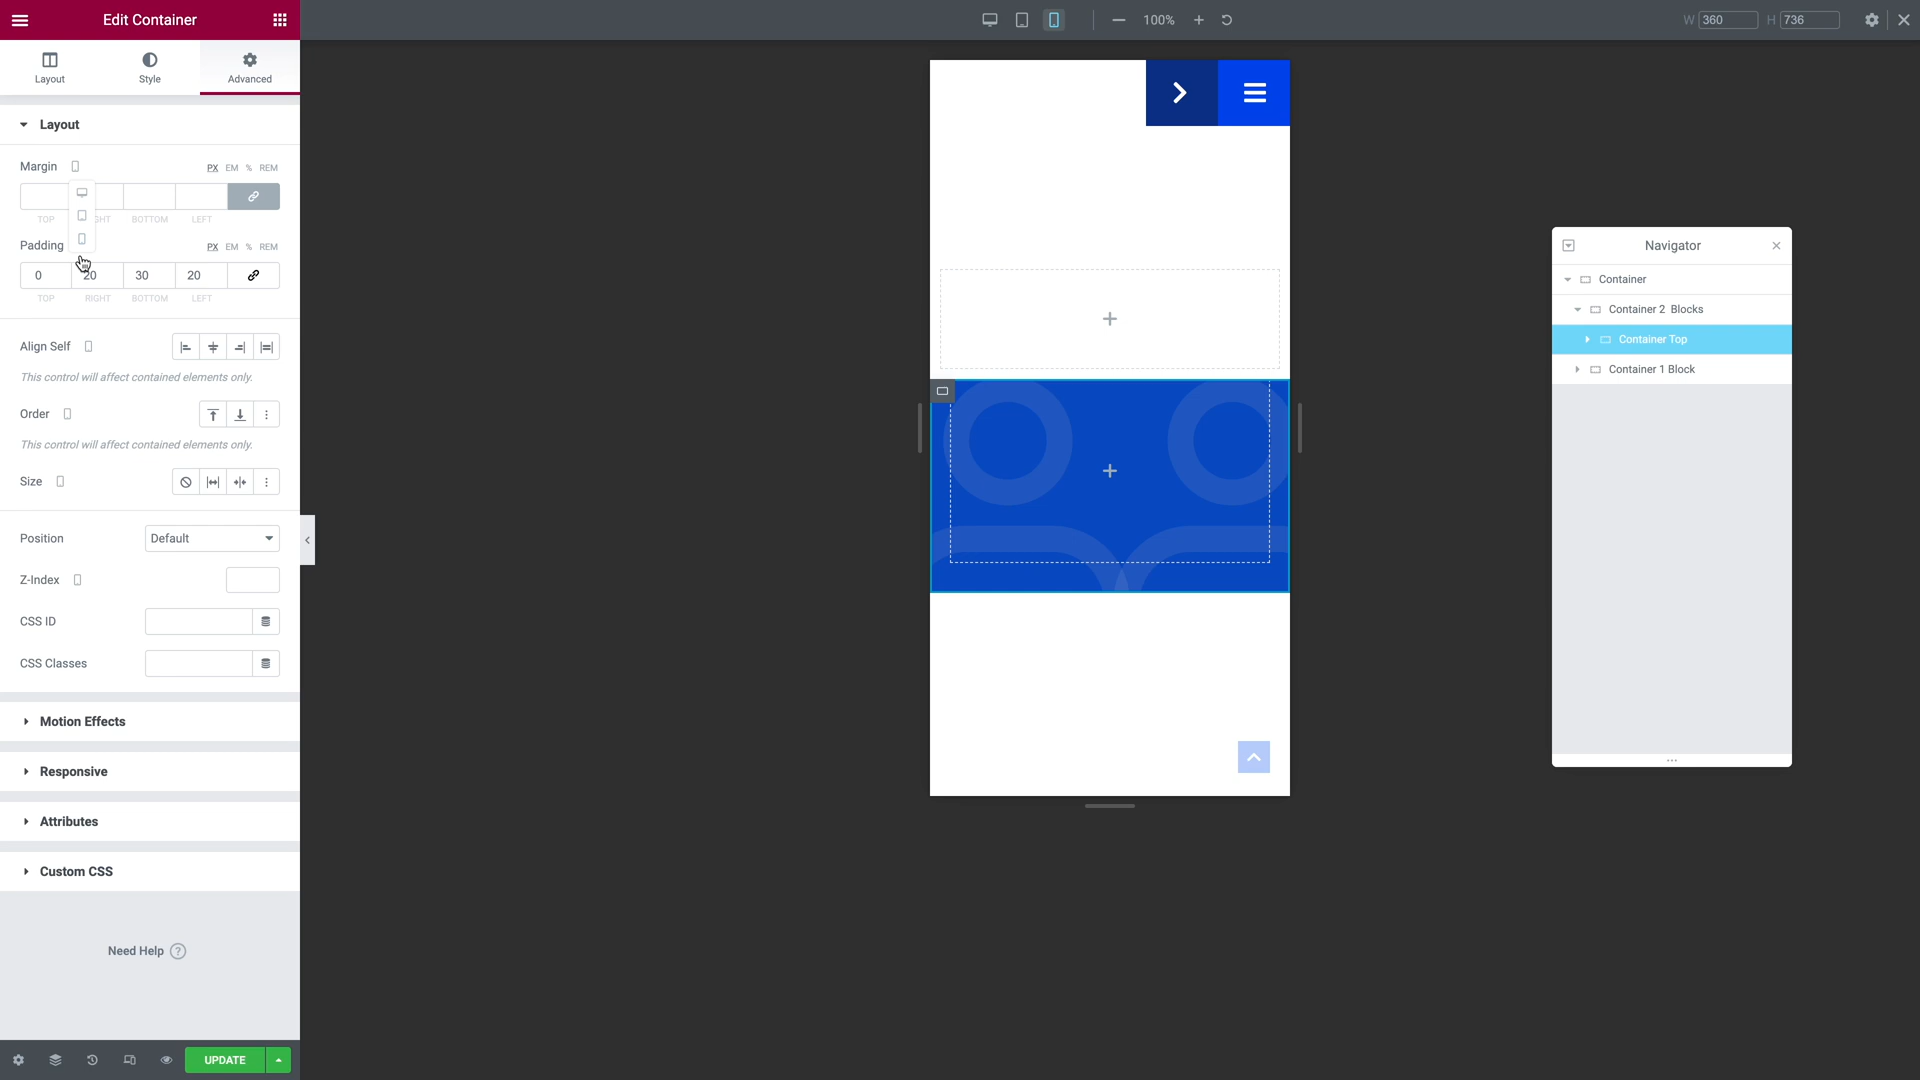 Edit Container
100%
W 360 H 736
Layout Style Advanced
Layout
Margin PX EM % REM
TOP GHT BOTTOM LEFT
Padding PX EM % REM
0 20 30 20
TOP RIGHT BOTTOM LEFT
Align Self
This control will affect contained elements only.
Order
This control will affect contained elements only.
Size
Position Default
Z-Index
CSS ID
CSS Classes
Motion Effects
Responsive
Attributes
Custom CSS
Need Help ?
UPDATE
Navigator
Container
Container 2 Blocks
Container Top
Container 1 Block